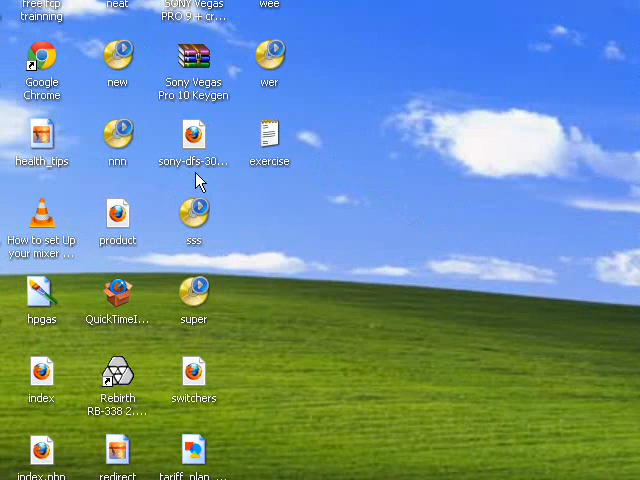 free fcp
trainning
neat
SONY Vegas
PRO 9 + cr...
wee
Google
Chrome
new
Sony Vegas
Pro 10 Keygen
wer
health_tips
nnn
sony-dfs-30...
exercise
How to set Up
your mixer ...
product
sss
hpgas
QuickTimeI...
super
index
Rebirth
RB-338 2....
switchers
index.php
redirect
tariff_plan_...